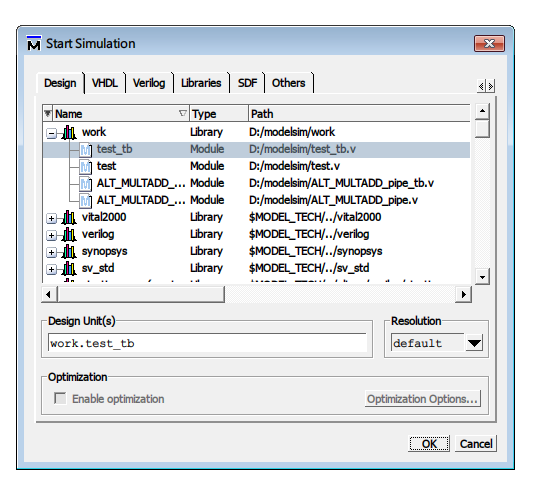 Start Simulation
Design VHDL Verilog Libraries SDF Others
Name Type Path
work Library D:/modelsim/work
test_tb Module D:/modelsim/test_tb.v
test Module D:/modelsim/test.v
ALT_MULTADD_... Module D:/modelsim/ALT_MULTADD_pipe_tb.v
ALT_MULTADD_... Module D:/modelsim/ALT_MULTADD_pipe.v
vital2000 Library $MODEL_TECH/../vital2000
verilog Library $MODEL_TECH/../verilog
synopsys Library $MODEL_TECH/../synopsys
sv_std Library $MODEL_TECH/../sv_std
Design Unit(s) Resolution
work.test_tb default
Optimization
Enable optimization Optimization Options...
OK Cancel